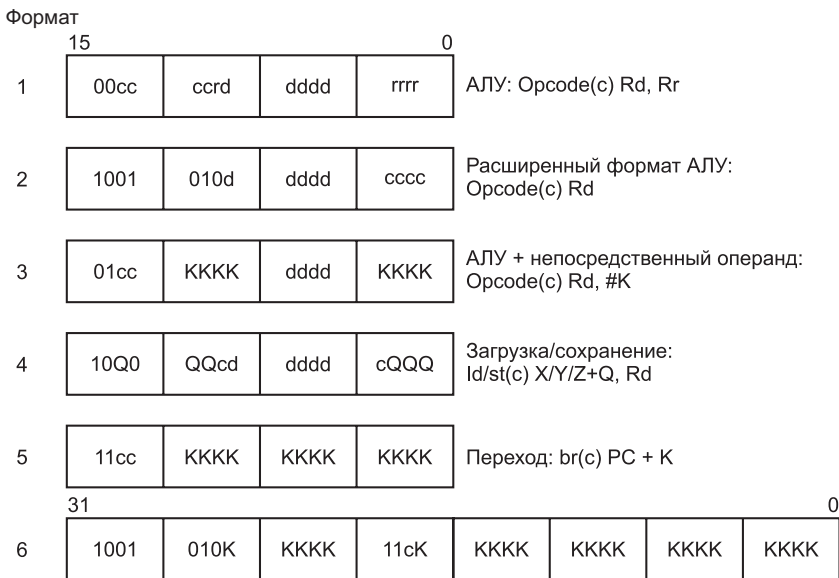 Формат
15 0
1 00cc ccrd dddd rrrr АЛУ: Opcode(c) Rd, Rr
2 1001 010d dddd cccc Расширенный формат АЛУ:
Opcode(c) Rd
3 01cc KKKK dddd KKKK АЛУ + непосредственный операнд:
Opcode(c) Rd, #K
4 10Q0 QQcd dddd cQQQ Загрузка/сохранение:
ld/st(c) X/Y/Z+Q, Rd
5 11cc KKKK KKKK KKKK Переход: br(c) PC + K
31 0
6 1001 010K KKKK 11cK KKKK KKKK KKKK KKKK